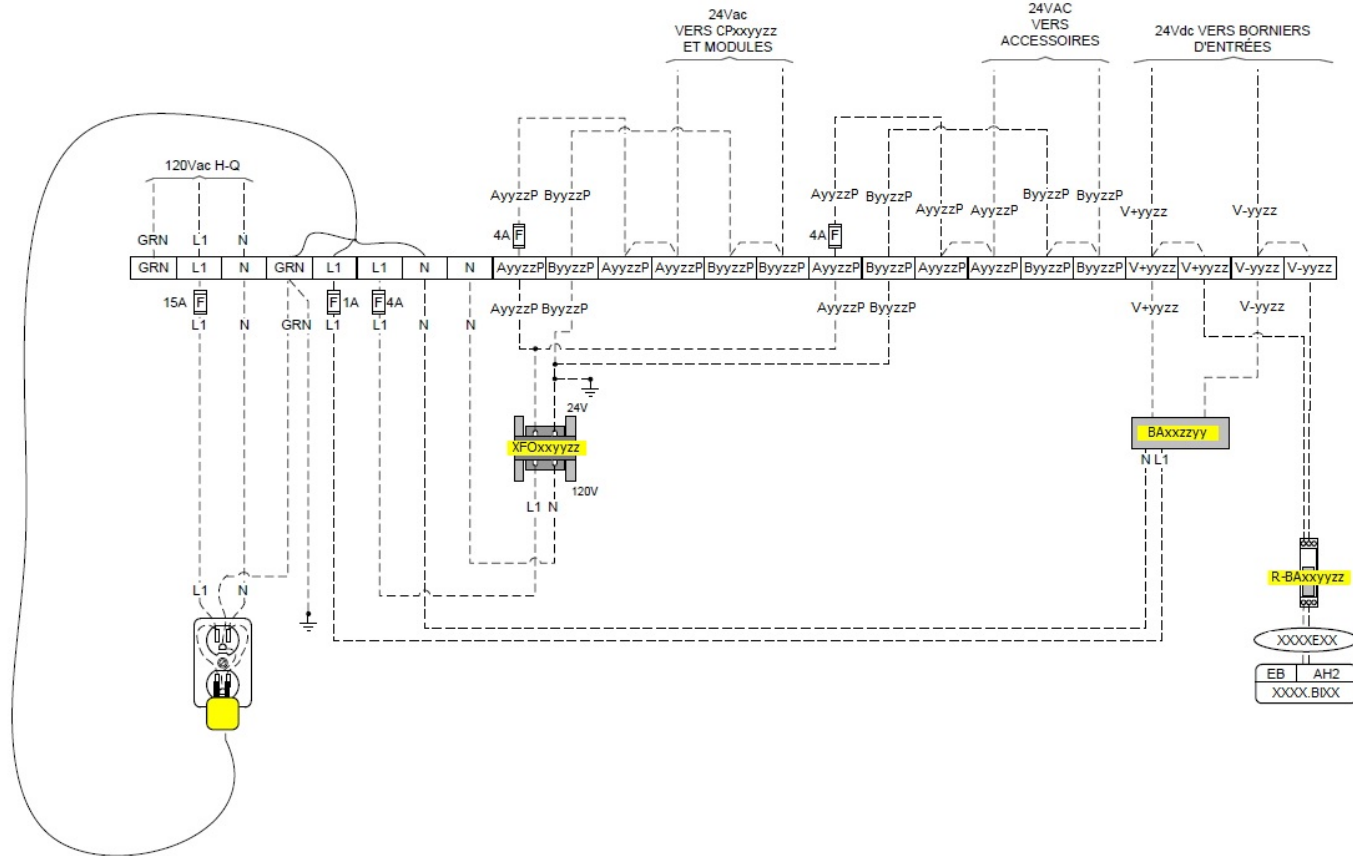 24Vac
VERS CPxxyyzz
ET MODULES
24VAC
VERS
ACCESSOIRES
24Vdc VERS BORNIERS
D'ENTRÉES
120Vac H-Q
AyyzzP ByyzzP
AyyzzP
ByyzzP
AyyzzP
AyyzzP
ByyzzP
ByyzzP
V+yyzz
V-yyzz
GRN L1 N
4A F
4A F
GRN L1 N GRN L1 L1 N N AyyzzP ByyzzP AyyzzP AyyzzP ByyzzP ByyzzP AyyzzP ByyzzP AyyzzP AyyzzP ByyzzP ByyzzP V+yyzz V+yyzz V-yyzz V-yyzz
15A F F 1A F 4A
AyyzzP ByyzzP AyyzzP ByyzzP V+yyzz V-yyzz
L1 N GRN L1 L1 N N
24V
XFOxxyyzz
120V
L1 N
BAxxzzyy
N L1
R-BAxxyyzz
L1 N
XXXXEXX
EB AH2
XXXX.BIXX